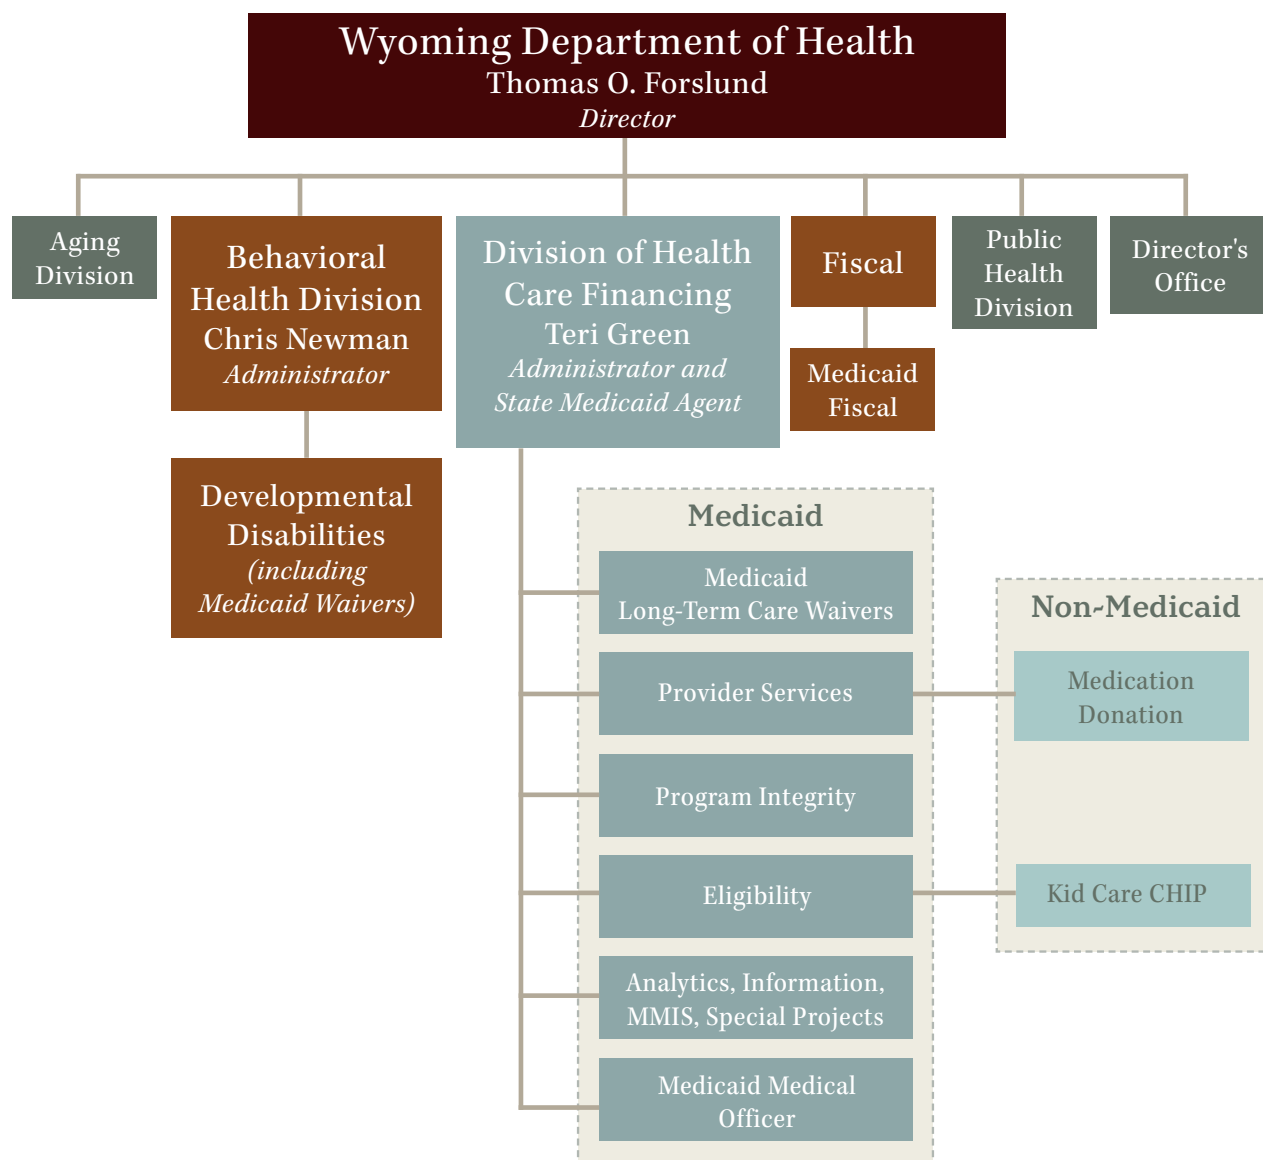 Wyoming Department of Health
Thomas O. Forslund
Director
Aging
Division
Behavioral
Health Division
Chris Newman
Administrator
Division of Health
Care Financing
Teri Green
Administrator and
State Medicaid Agent
Fiscal
Public
Health
Division
Director's
Office
Medicaid
Fiscal
Developmental
Disabilities
(including
Medicaid Waivers)
Medicaid
Medicaid
Long-Term Care Waivers
Provider Services
Program Integrity
Eligibility
Analytics, Information,
MMIS, Special Projects
Medicaid Medical
Officer
Non-Medicaid
Medication
Donation
Kid Care CHIP